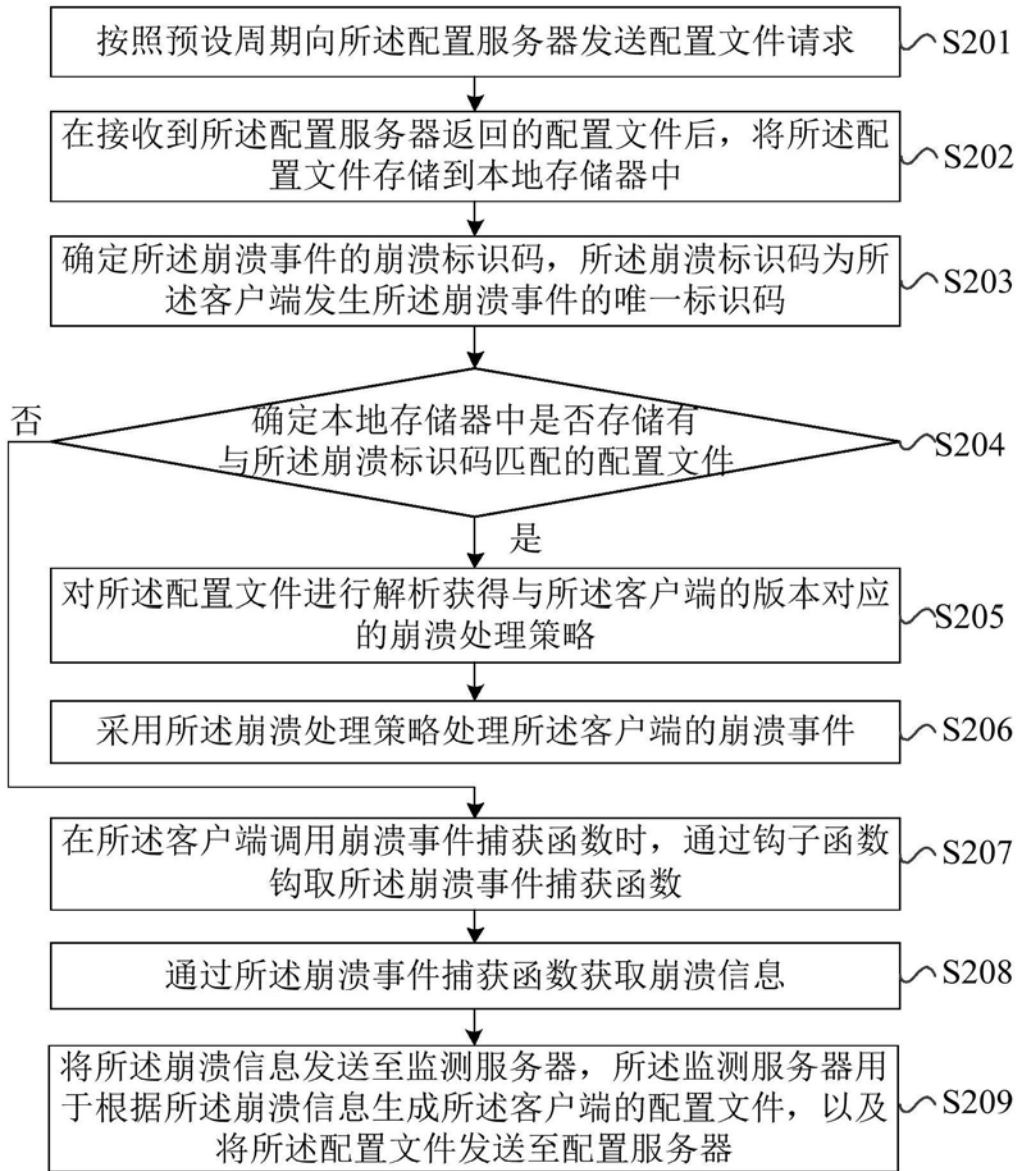 按照预设周期向所述配置服务器发送配置文件请求
S201
在接收到所述配置服务器返回的配置文件后，将所述配
置文件存储到本地存储器中
S202
确定所述崩溃事件的崩溃标识码，所述崩溃标识码为所
述客户端发生所述崩溃事件的唯一标识码
S203
否
确定本地存储器中是否存储有
与所述崩溃标识码匹配的配置文件
S204
是
对所述配置文件进行解析获得与所述客户端的版本对应
的崩溃处理策略
S205
采用所述崩溃处理策略处理所述客户端的崩溃事件
S206
在所述客户端调用崩溃事件捕获函数时，通过钩子函数
钩取所述崩溃事件捕获函数
S207
通过所述崩溃事件捕获函数获取崩溃信息
S208
将所述崩溃信息发送至监测服务器，所述监测服务器用
于根据所述崩溃信息生成所述客户端的配置文件，以及
将所述配置文件发送至配置服务器
S209